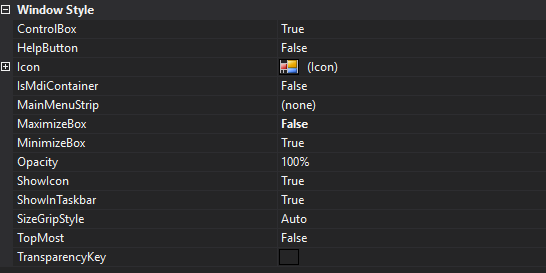 Window Style
ControlBox True
HelpButton False
Icon (Icon)
IsMdiContainer False
MainMenuStrip (none)
MaximizeBox False
MinimizeBox True
Opacity 100%
ShowIcon True
ShowInTaskbar True
SizeGripStyle Auto
TopMost False
TransparencyKey